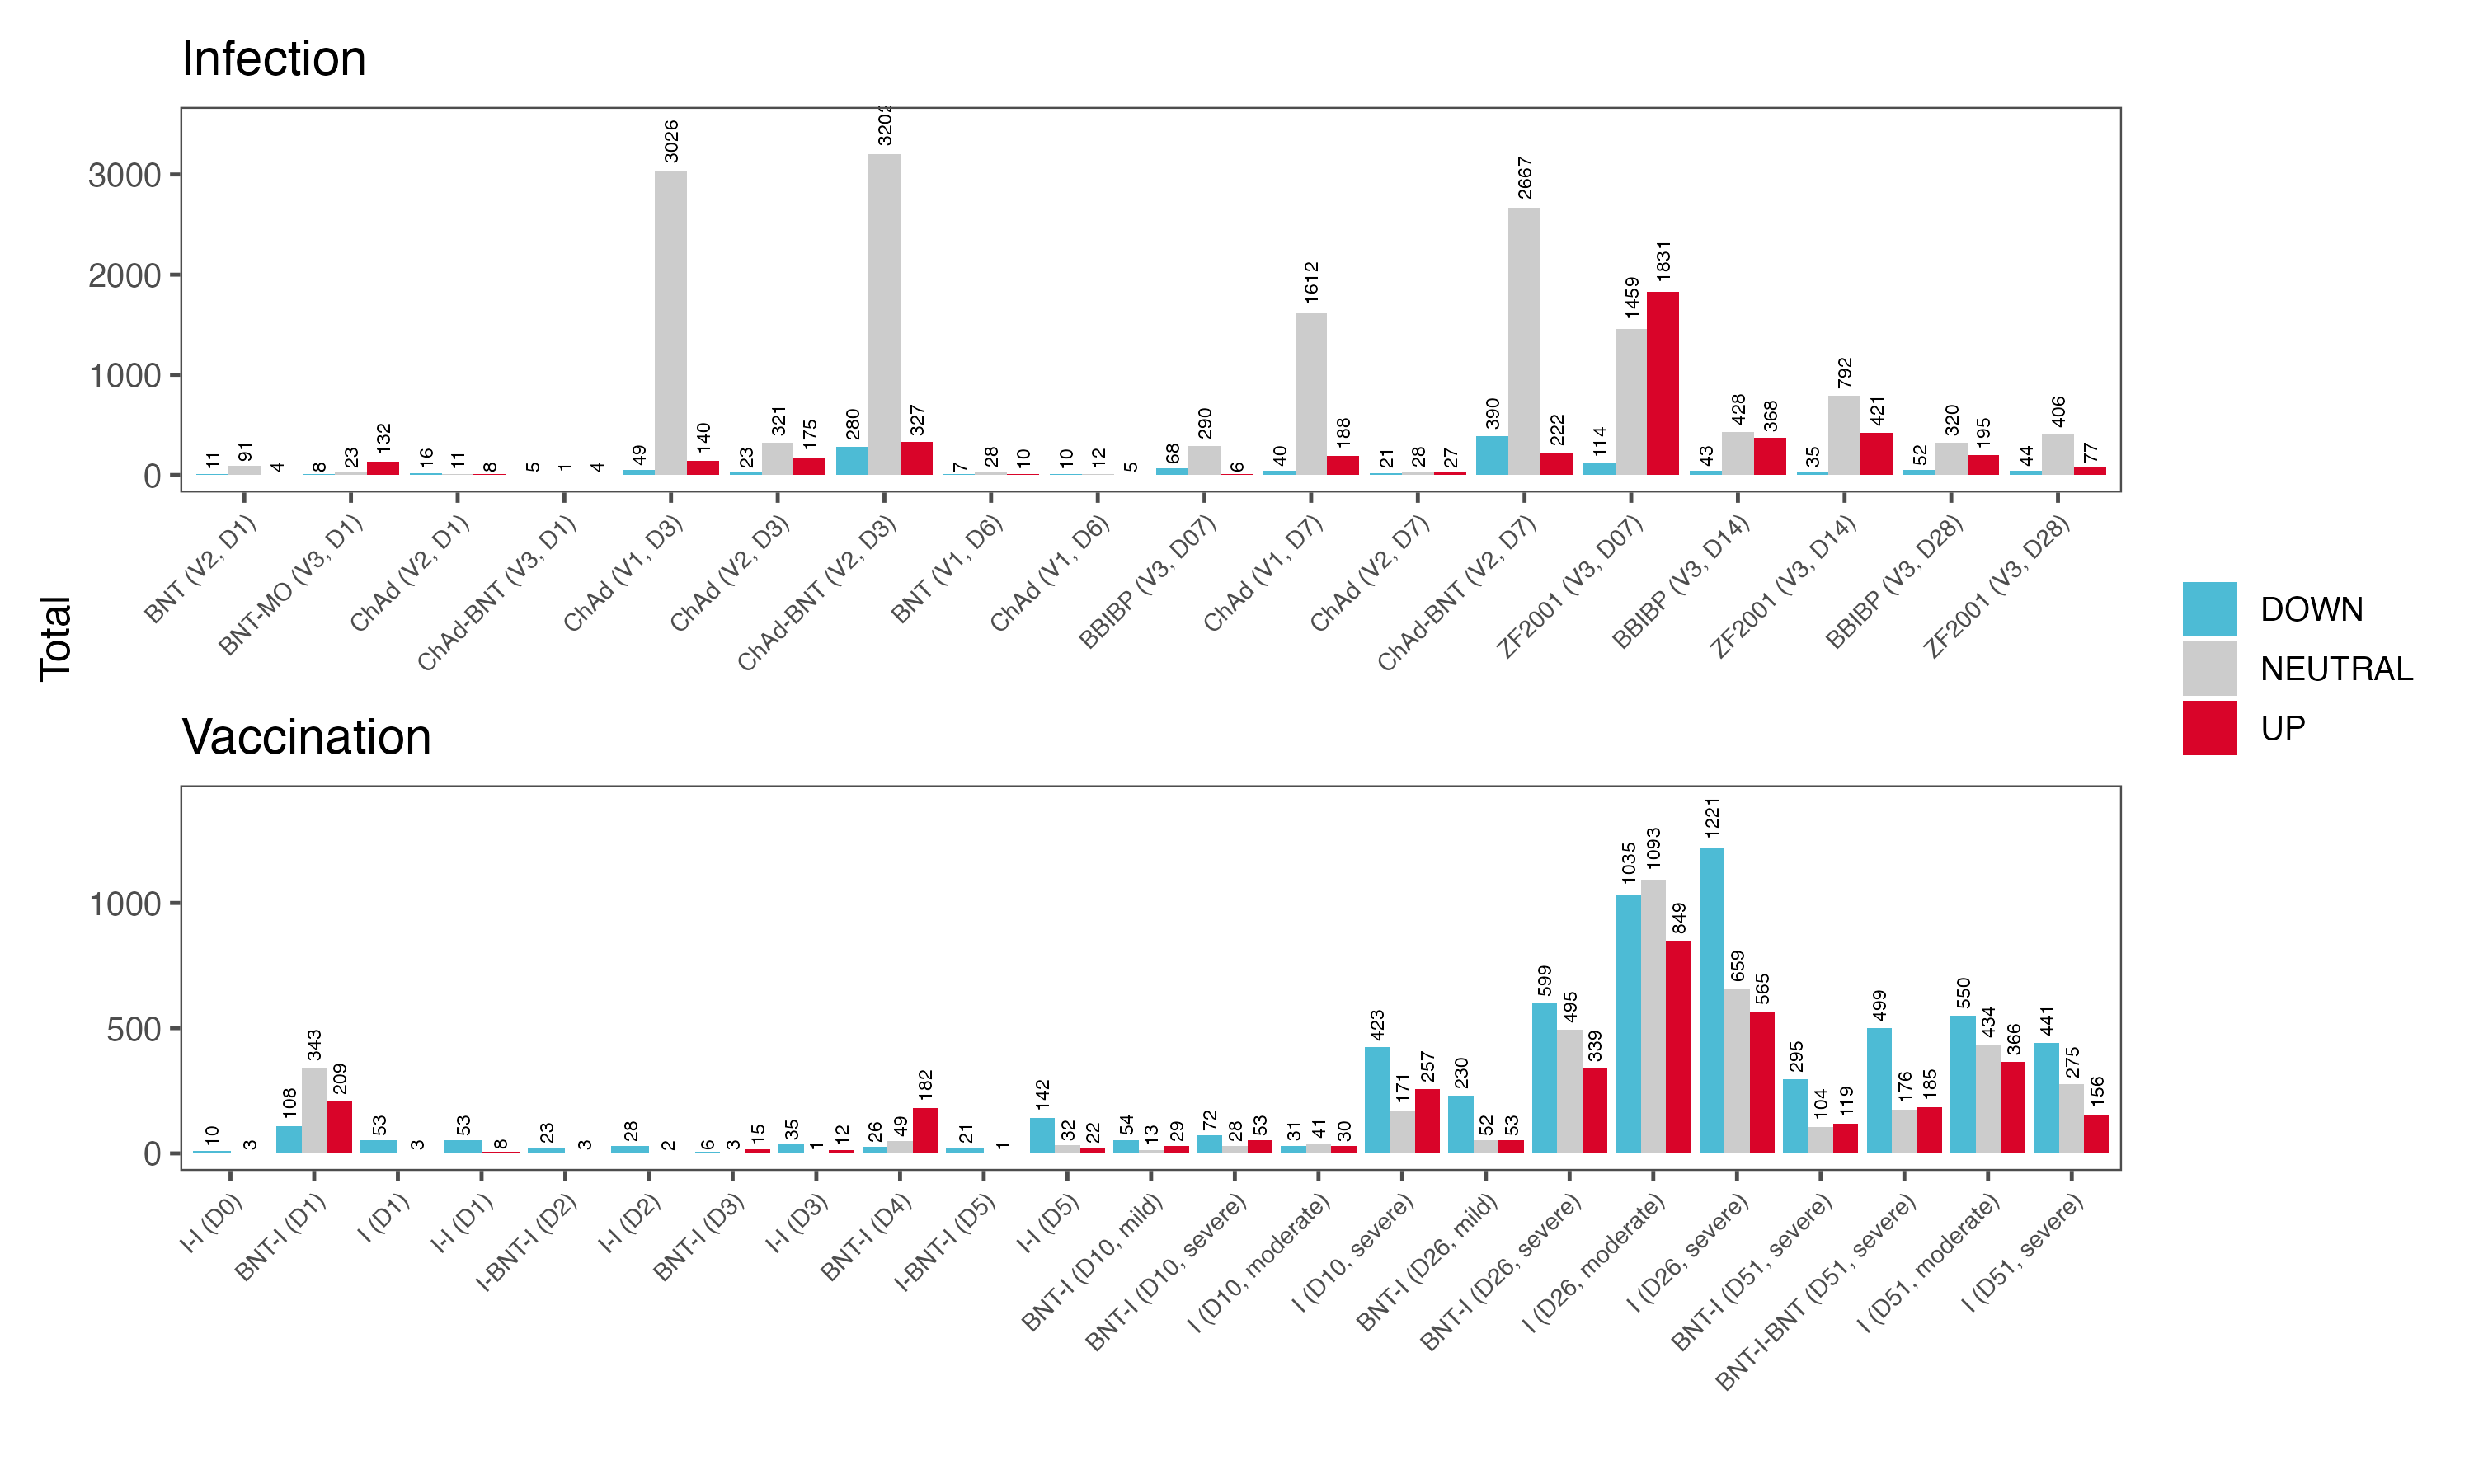 Infection
Total
3000
2000
1000
0
11 91 4 8 23 132 16 11 8 5 1 4 49 3026 140 23 321 175 280 3202 327 7 28 10 10 12 5 68 290 6 40 1612 188 21 28 27 390 2667 222 114 1459 1831 43 428 368 35 792 421 52 320 195 44 406 77
BNT (V2, D1)
BNT-MO (V3, D1)
ChAd (V2, D1)
ChAd-BNT (V3, D1)
ChAd (V1, D3)
ChAd (V2, D3)
ChAd-BNT (V2, D3)
BNT (V1, D6)
ChAd (V1, D6)
BBIBP (V3, D07)
ChAd (V1, D7)
ChAd (V2, D7)
ChAd-BNT (V2, D7)
ZF2001 (V3, D07)
BBIBP (V3, D14)
ZF2001 (V3, D14)
BBIBP (V3, D28)
ZF2001 (V3, D28)
DOWN
NEUTRAL
UP
Vaccination
1000
500
0
10 3 108 343 209 53 3 53 8 23 3 28 2 6 3 15 35 1 12 26 49 182 21 1 142 32 22 54 13 29 72 28 53 31 41 30 423 171 257 230 52 53 599 495 339 1035 1093 849 1221 659 565 295 104 119 499 176 185 550 434 366 441 275 156
I-I (D0)
BNT-I (D1)
I (D1)
I-I (D1)
I-BNT-I (D2)
I-I (D2)
BNT-I (D3)
I-I (D3)
BNT-I (D4)
I-BNT-I (D5)
I-I (D5)
BNT-I (D10, mild)
BNT-I (D10, severe)
I (D10, moderate)
I (D10, severe)
BNT-I (D26, mild)
BNT-I (D26, severe)
I (D26, moderate)
I (D26, severe)
BNT-I (D51, severe)
BNT-I-BNT (D51, severe)
I (D51, moderate)
I (D51, severe)